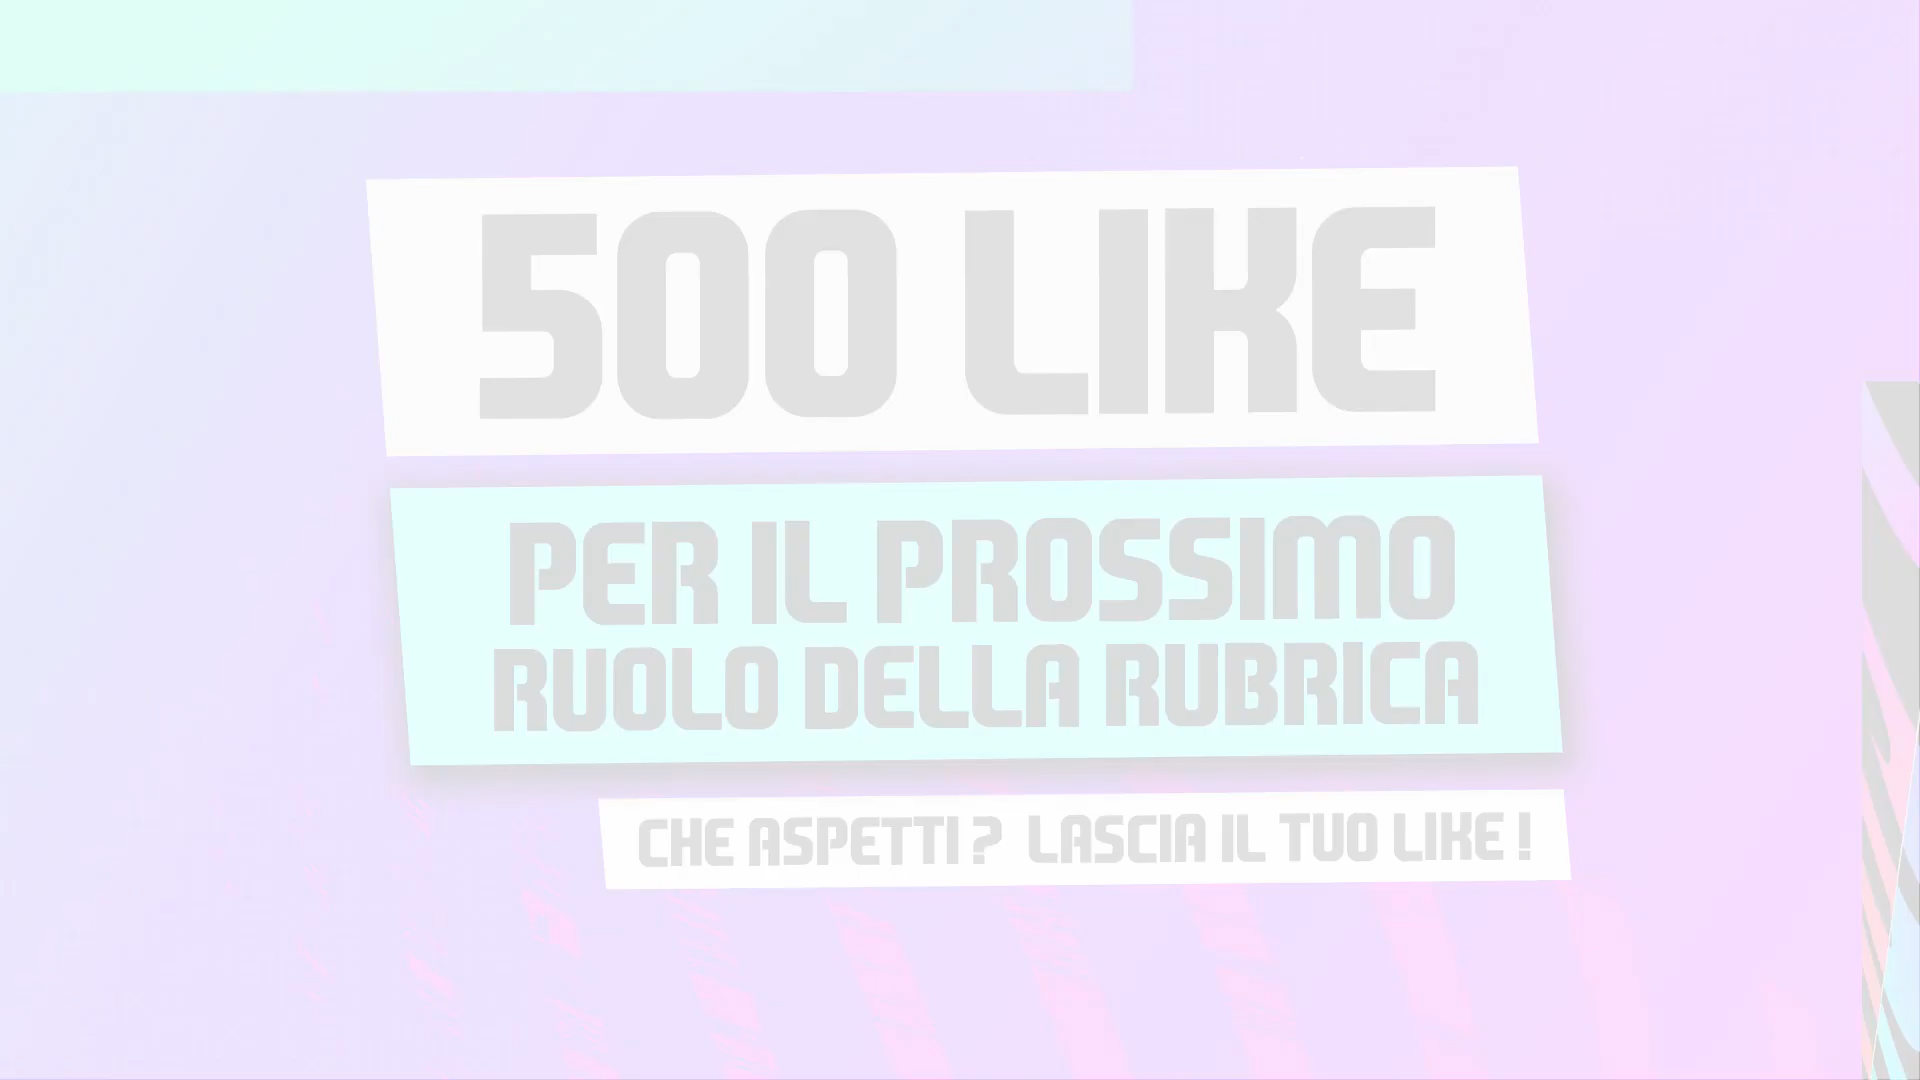 500 LIKE
PER IL PROSSIMO
RUOLO DELLA RUBRICA
CHE ASPETTI? LASCIA IL TUO LIKE!